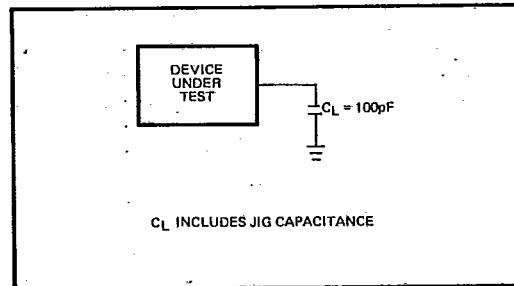 DEVICE
UNDER
TEST
CL = 100pF
CL INCLUDES JIG CAPACITANCE